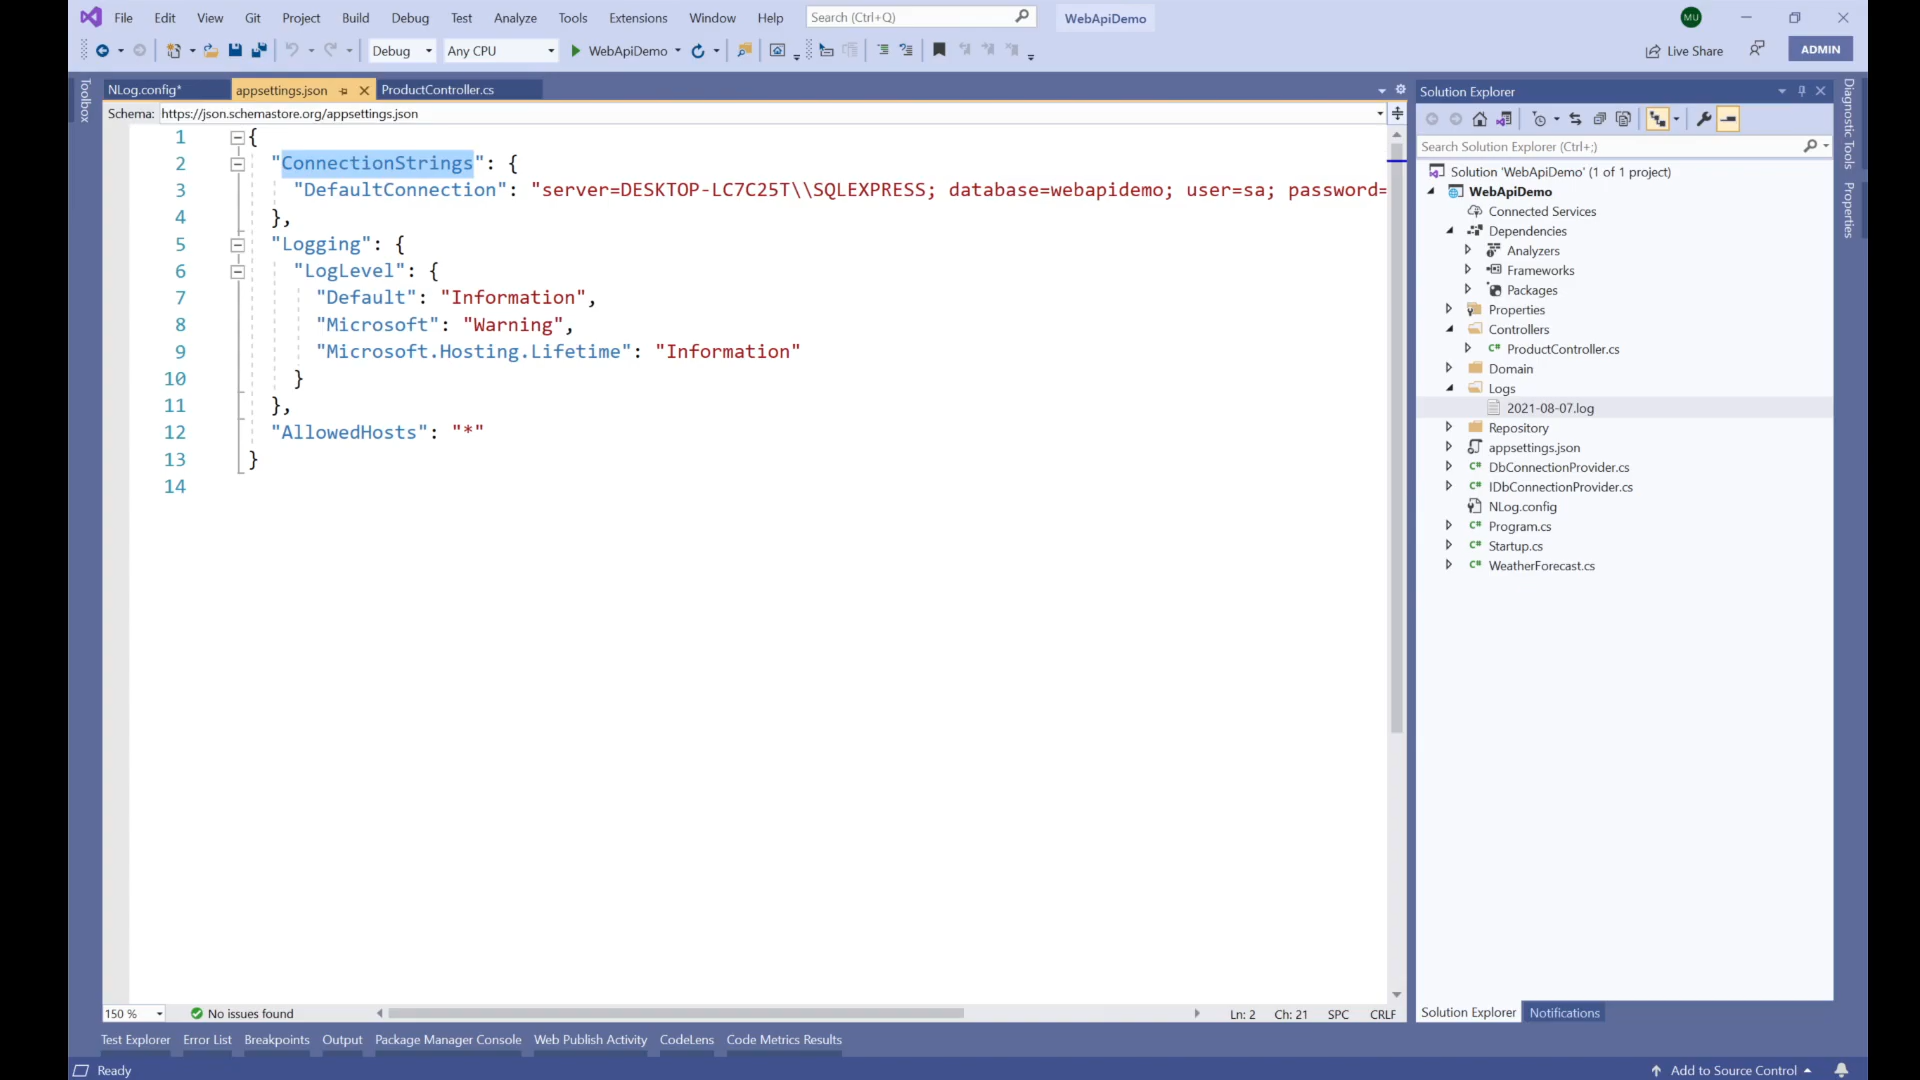 File Edit View Git Project Build Debug Test Analyze Tools Extensions Window Help Search (Ctrl+Q) WebApiDemo MU
Debug Any CPU WebApiDemo Live Share ADMIN
Toolbox
NLog.config* appsettings.json ProductController.cs
Schema: https://json.schemastore.org/appsettings.json
1 {
2 "ConnectionStrings": {
3 "DefaultConnection": "server=DESKTOP-LC7C25T\\SQLEXPRESS; database=webapidemo; user=sa; password=
4 },
5 "Logging": {
6 "LogLevel": {
7 "Default": "Information",
8 "Microsoft": "Warning",
9 "Microsoft.Hosting.Lifetime": "Information"
10 }
11 },
12 "AllowedHosts": "*"
13 }
14
150 % No issues found Ln: 2 Ch: 21 SPC CRLF
Solution Explorer
Search Solution Explorer (Ctrl+;)
Solution 'WebApiDemo' (1 of 1 project)
WebApiDemo
Connected Services
Dependencies
Analyzers
Frameworks
Packages
Properties
Controllers
C# ProductController.cs
Domain
Logs
2021-08-07.log
Repository
appsettings.json
C# DbConnectionProvider.cs
C# IDbConnectionProvider.cs
NLog.config
C# Program.cs
C# Startup.cs
C# WeatherForecast.cs
Solution Explorer Notifications
Diagnostic Tools
Properties
Test Explorer Error List Breakpoints Output Package Manager Console Web Publish Activity CodeLens Code Metrics Results
Ready Add to Source Control